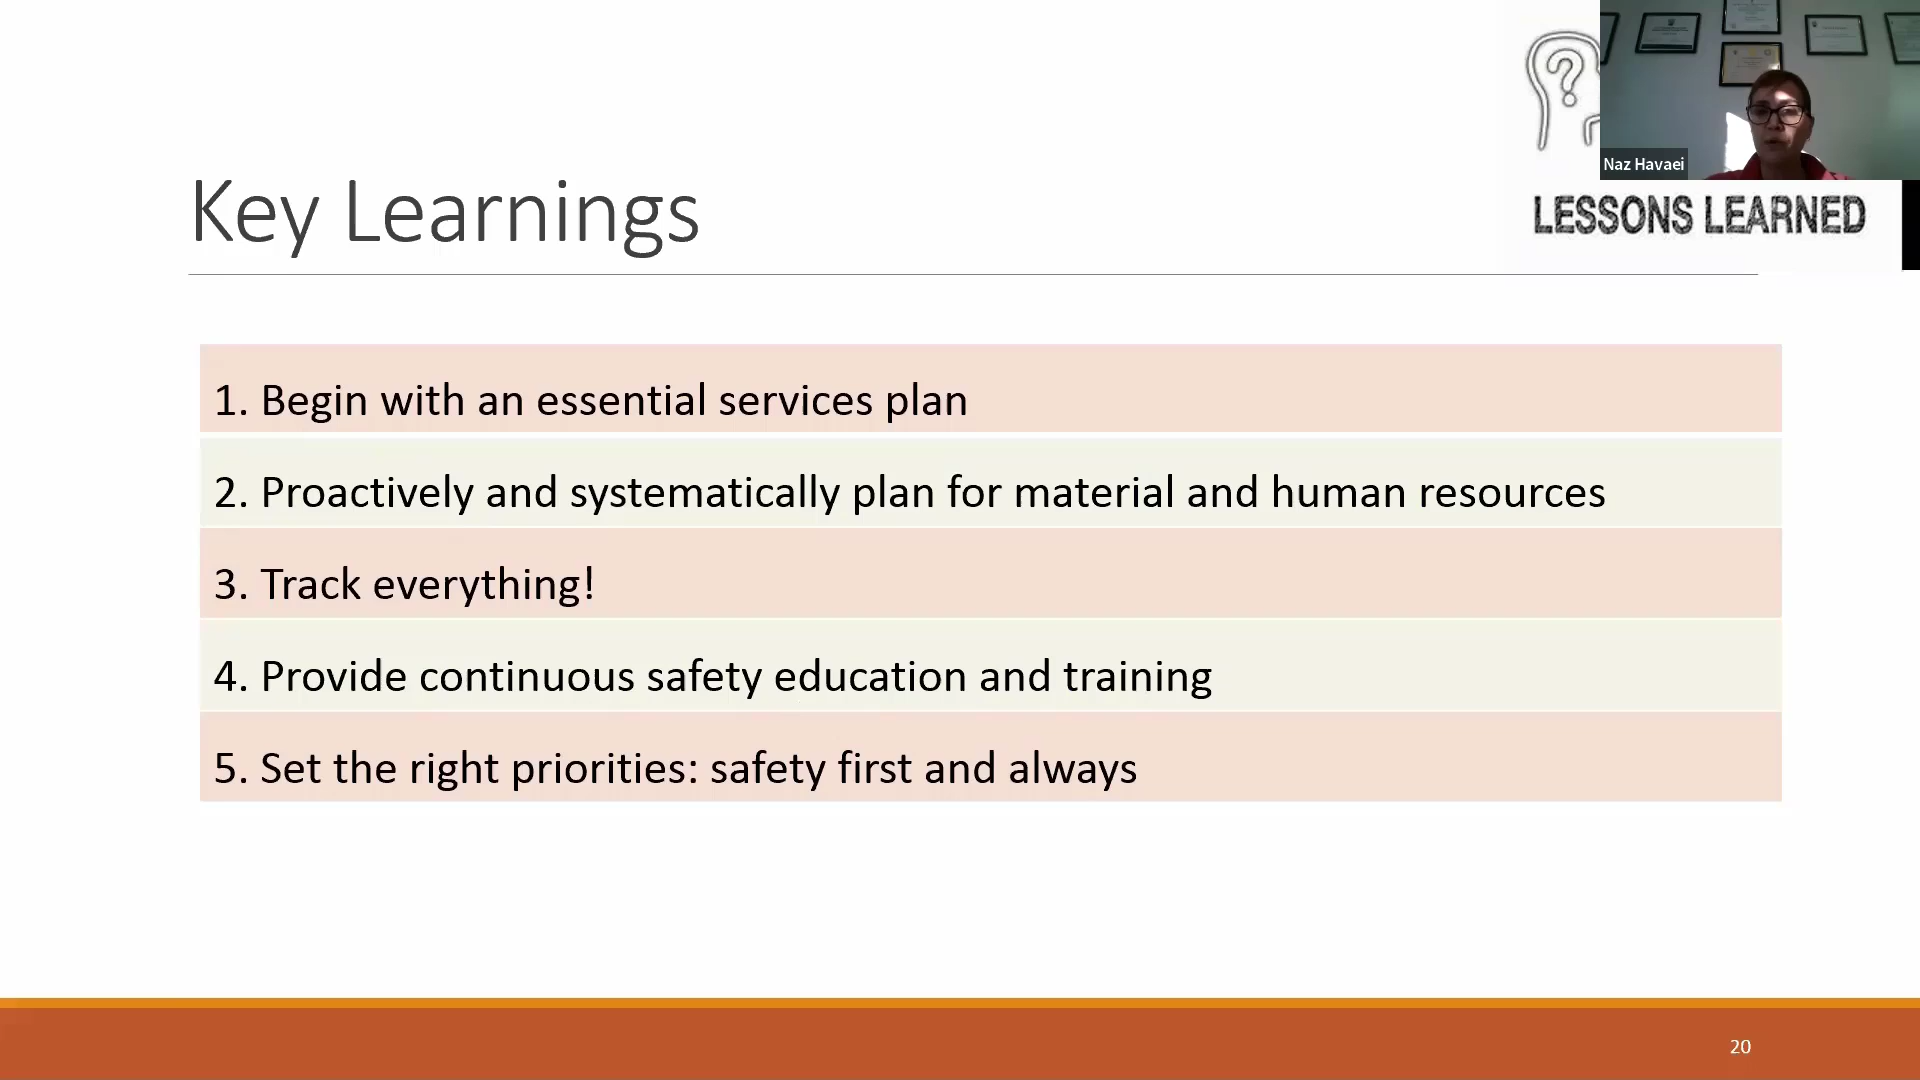 Naz Havaei
LESSONS LEARNED
Key Learnings
1. Begin with an essential services plan
2. Proactively and systematically plan for material and human resources
3. Track everything!
4. Provide continuous safety education and training
5. Set the right priorities: safety first and always
20